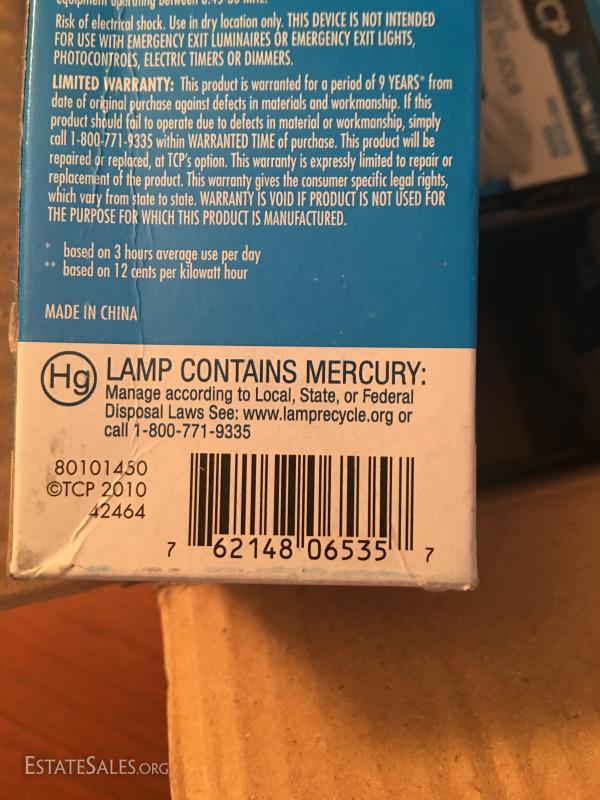 equipment operating between 0.45-30 MHz.
Risk of electrical shock. Use in dry location only. THIS DEVICE IS NOT INTENDED
FOR USE WITH EMERGENCY EXIT LUMINAIRES OR EMERGENCY EXIT LIGHTS,
PHOTOCONTROLS, ELECTRIC TIMERS OR DIMMERS.
LIMITED WARRANTY: This product is warranted for a period of 9 YEARS* from
date of original purchase against defects in materials and workmanship. If this
product should fail to operate due to defects in material or workmanship, simply
call 1-800-771-9335 within WARRANTED TIME of purchase. This product will be
repaired or replaced, at TCP's option. This warranty is expressly limited to repair or
replacement of the product. This warranty gives the consumer specific legal rights,
which vary from state to state. WARRANTY IS VOID IF PRODUCT IS NOT USED FOR
THE PURPOSE FOR WHICH THIS PRODUCT IS MANUFACTURED.
* based on 3 hours average use per day
** based on 12 cents per kilowatt hour
MADE IN CHINA
Hg LAMP CONTAINS MERCURY:
Manage according to Local, State, or Federal
Disposal Laws See: www.lamprecycle.org or
call 1-800-771-9335
80101450
©TCP 2010
42464
7 62148 06535 7
TCP
ESTATESALES.ORG